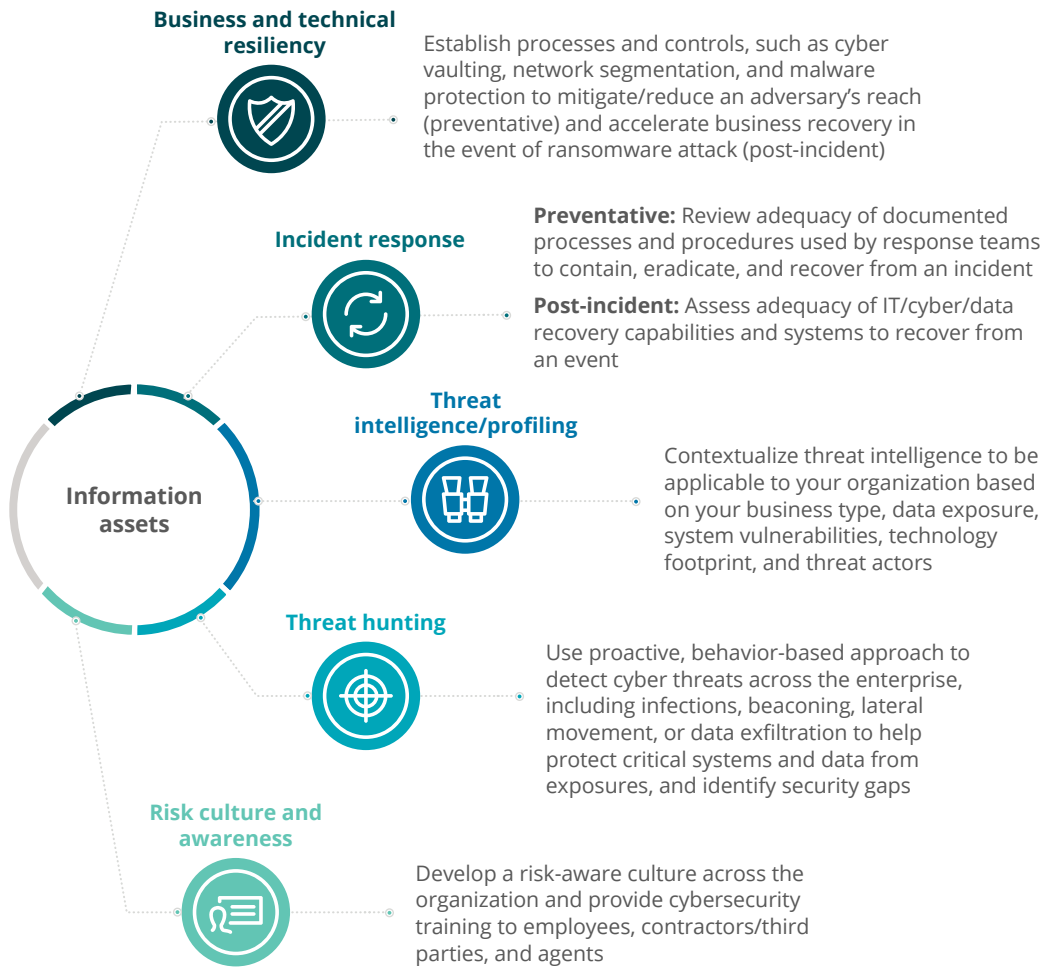 Business and technical
resiliency
Establish processes and controls, such as cyber
vaulting, network segmentation, and malware
protection to mitigate/reduce an adversary’s reach
(preventative) and accelerate business recovery in
the event of ransomware attack (post-incident)
Incident response
Preventative: Review adequacy of documented
processes and procedures used by response teams
to contain, eradicate, and recover from an incident
Post-incident: Assess adequacy of IT/cyber/data
recovery capabilities and systems to recover from
an event
Information
assets
Threat
intelligence/profiling
Contextualize threat intelligence to be
applicable to your organization based
on your business type, data exposure,
system vulnerabilities, technology
footprint, and threat actors
Threat hunting
Use proactive, behavior-based approach to
detect cyber threats across the enterprise,
including infections, beaconing, lateral
movement, or data exfiltration to help
protect critical systems and data from
exposures, and identify security gaps
Risk culture and
awareness
Develop a risk-aware culture across the
organization and provide cybersecurity
training to employees, contractors/third
parties, and agents